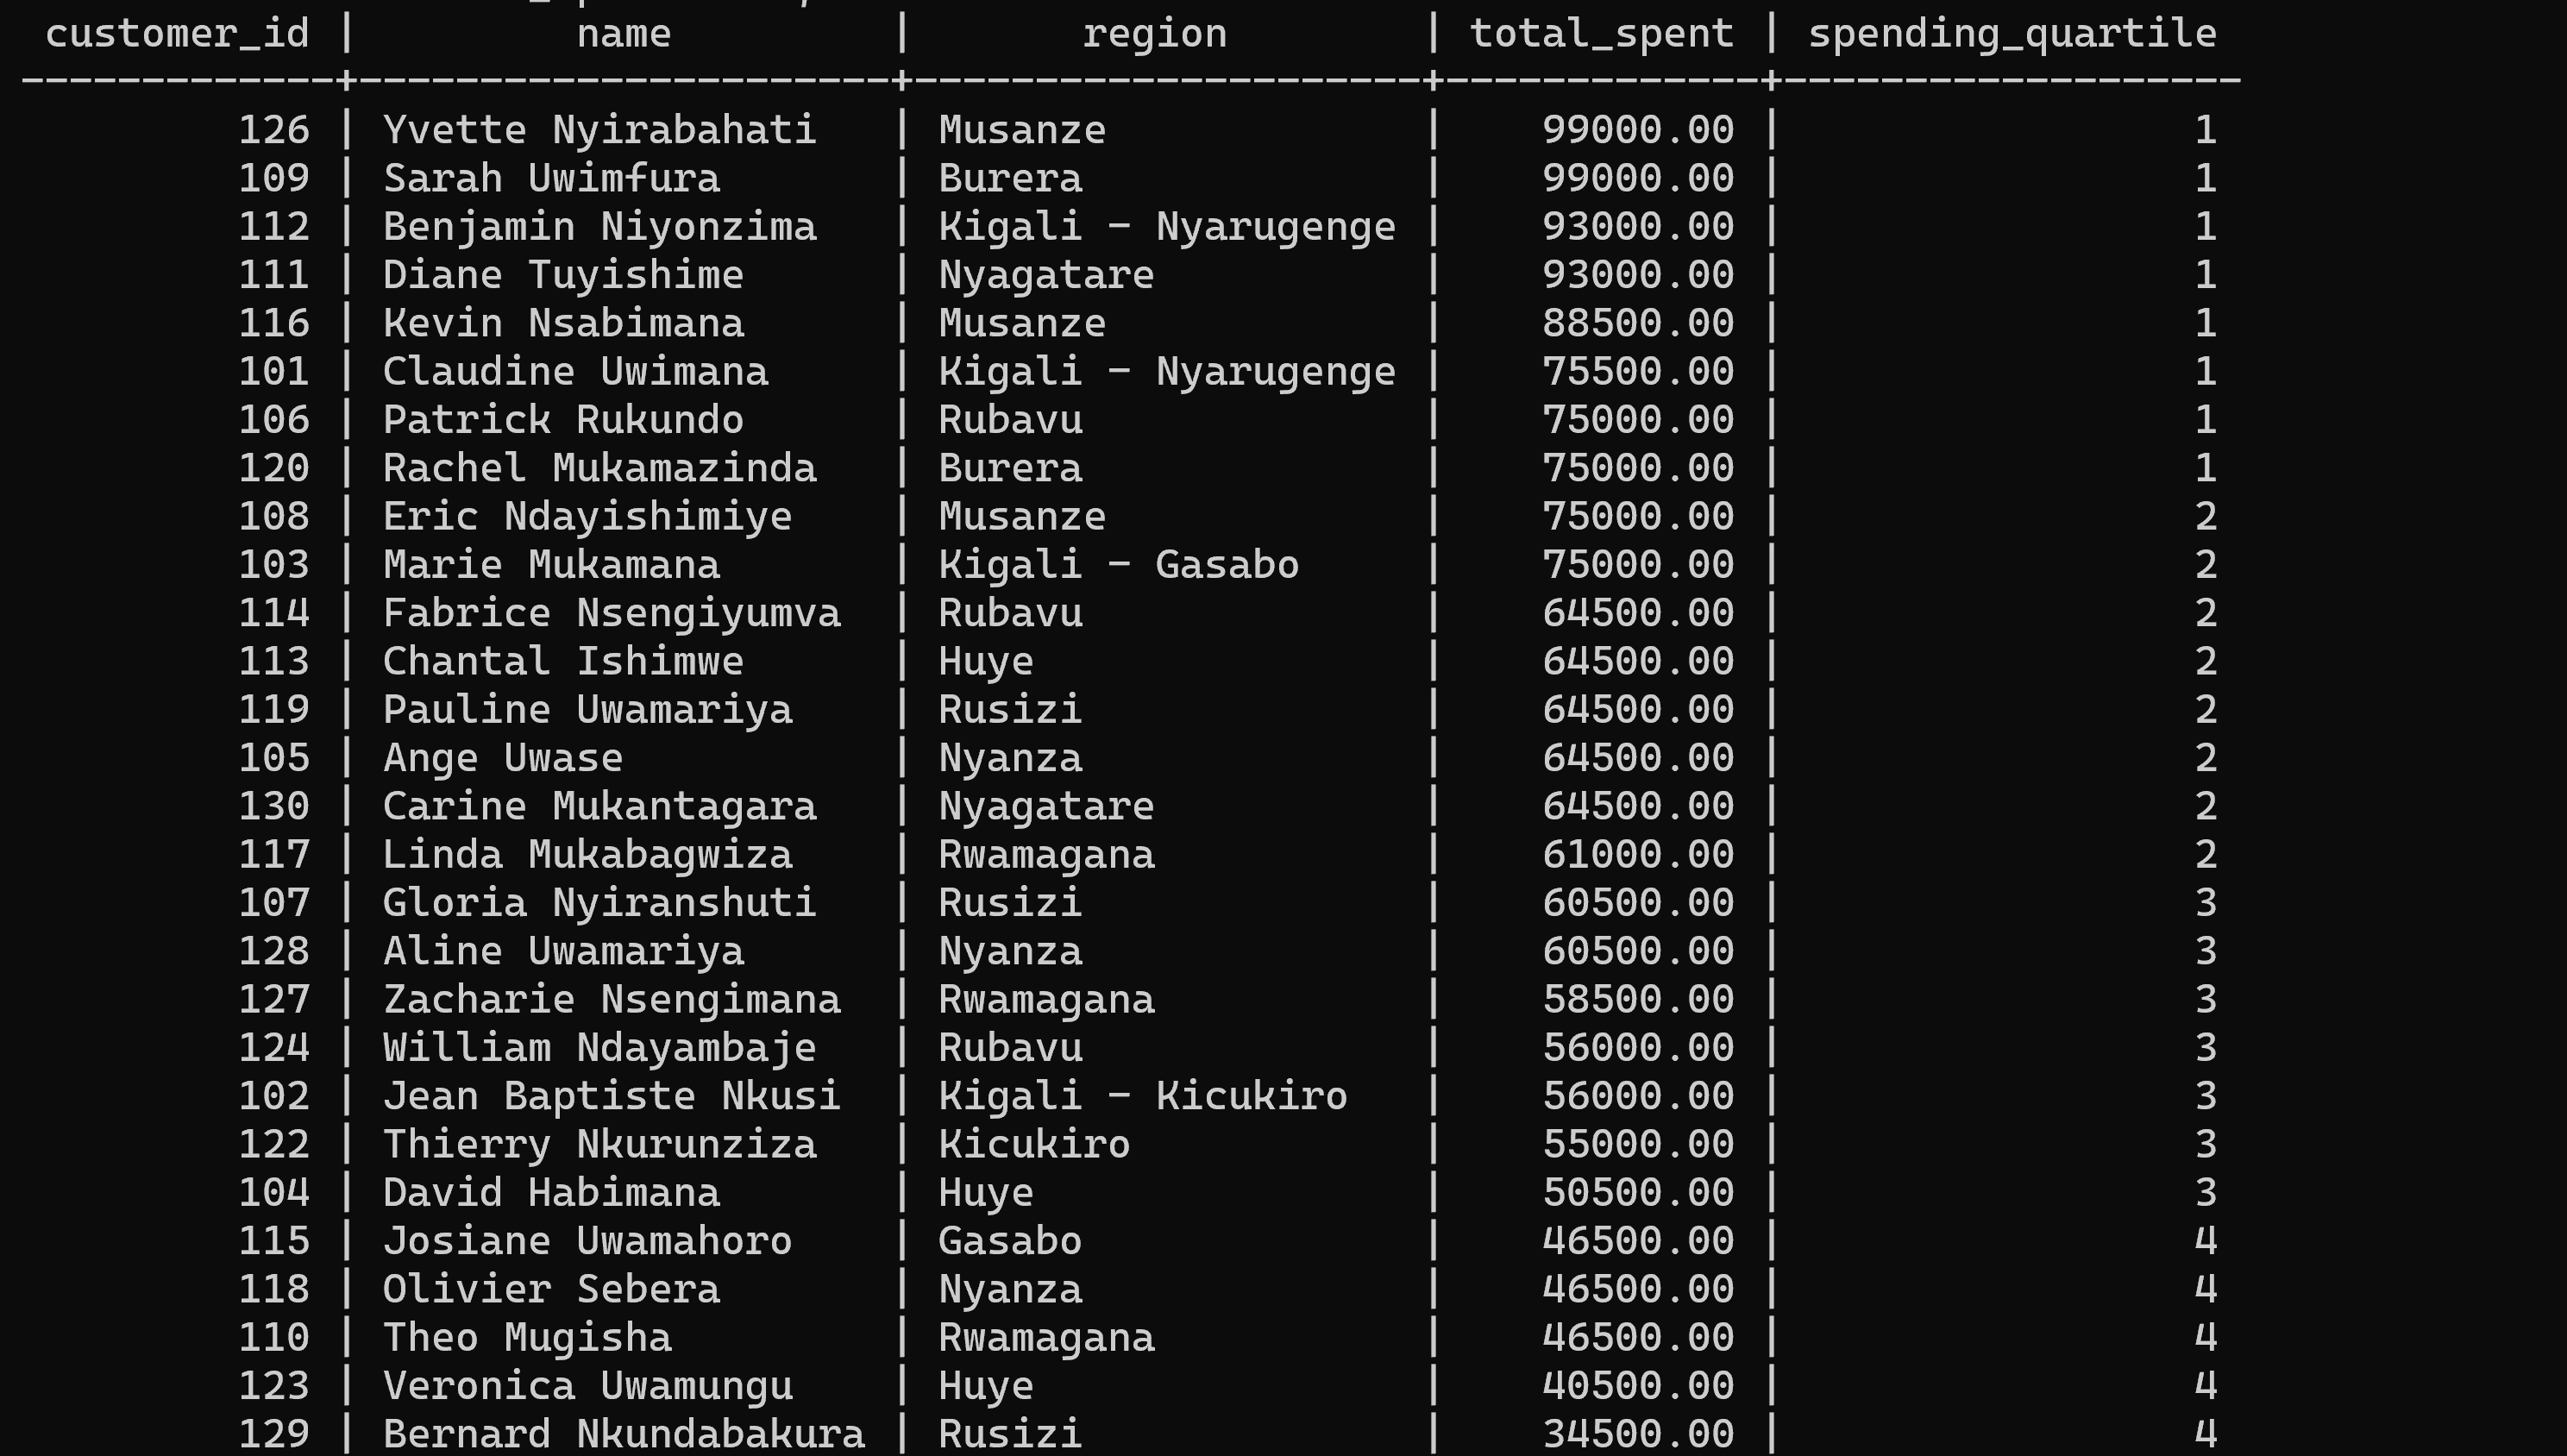 customer_id | name | region | total_spent | spending_quartile
-------------+----------------------+---------------------+-------------+-------------------
126 | Yvette Nyirabahati | Musanze | 99000.00 | 1
109 | Sarah Uwimfura | Burera | 99000.00 | 1
112 | Benjamin Niyonzima | Kigali - Nyarugenge | 93000.00 | 1
111 | Diane Tuyishime | Nyagatare | 93000.00 | 1
116 | Kevin Nsabimana | Musanze | 88500.00 | 1
101 | Claudine Uwimana | Kigali - Nyarugenge | 75500.00 | 1
106 | Patrick Rukundo | Rubavu | 75000.00 | 1
120 | Rachel Mukamazinda | Burera | 75000.00 | 1
108 | Eric Ndayishimiye | Musanze | 75000.00 | 2
103 | Marie Mukamana | Kigali - Gasabo | 75000.00 | 2
114 | Fabrice Nsengiyumva | Rubavu | 64500.00 | 2
113 | Chantal Ishimwe | Huye | 64500.00 | 2
119 | Pauline Uwamariya | Rusizi | 64500.00 | 2
105 | Ange Uwase | Nyanza | 64500.00 | 2
130 | Carine Mukantagara | Nyagatare | 64500.00 | 2
117 | Linda Mukabagwiza | Rwamagana | 61000.00 | 2
107 | Gloria Nyiranshuti | Rusizi | 60500.00 | 3
128 | Aline Uwamariya | Nyanza | 60500.00 | 3
127 | Zacharie Nsengimana | Rwamagana | 58500.00 | 3
124 | William Ndayambaje | Rubavu | 56000.00 | 3
102 | Jean Baptiste Nkusi | Kigali - Kicukiro | 56000.00 | 3
122 | Thierry Nkurunziza | Kicukiro | 55000.00 | 3
104 | David Habimana | Huye | 50500.00 | 3
115 | Josiane Uwamahoro | Gasabo | 46500.00 | 4
118 | Olivier Sebera | Nyanza | 46500.00 | 4
110 | Theo Mugisha | Rwamagana | 46500.00 | 4
123 | Veronica Uwamungu | Huye | 40500.00 | 4
129 | Bernard Nkundabakura | Rusizi | 34500.00 | 4